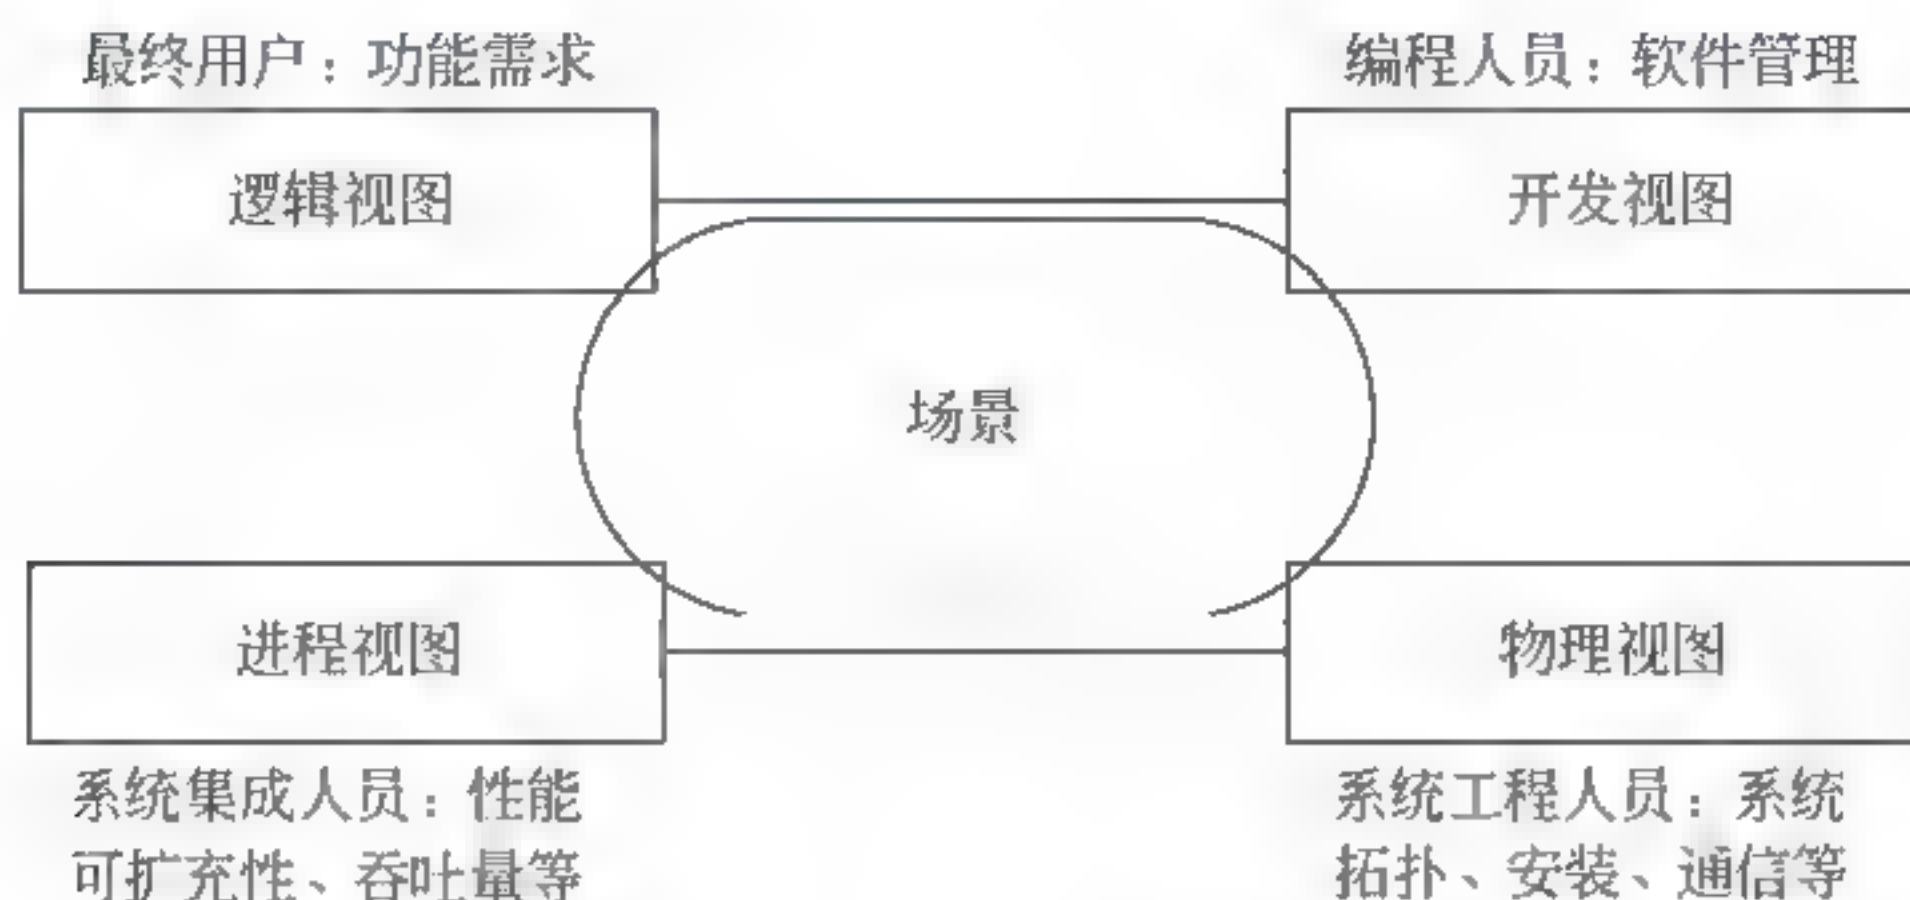 最终用户：功能需求
编程人员：软件管理
逻辑视图
开发视图
场景
进程视图
物理视图
系统集成人员：性能
可扩充性、吞吐量等
系统工程人员：系统
拓扑、安装、通信等